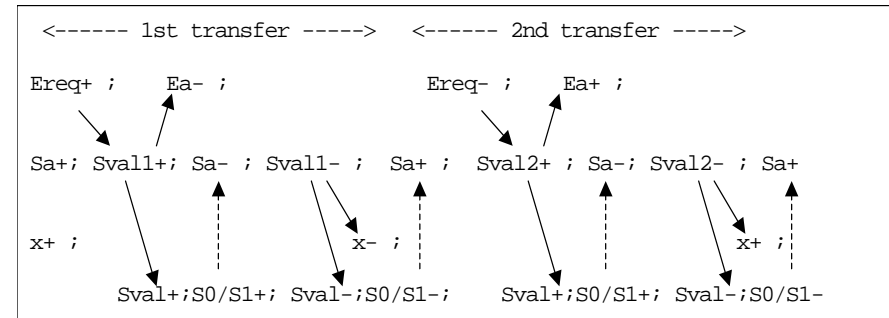 <------ 1st transfer -----> <------ 2nd transfer ----->
Ereq+ ; Ea- ; Ereq- ; Ea+ ;
Sa+; Sval1+; Sa- ; Sval1- ; Sa+ ; Sval2+ ; Sa-; Sval2- ; Sa+
x+ ; x- ; x+ ;
Sval+;S0/S1+; Sval-;S0/S1-; Sval+;S0/S1+; Sval-;S0/S1-